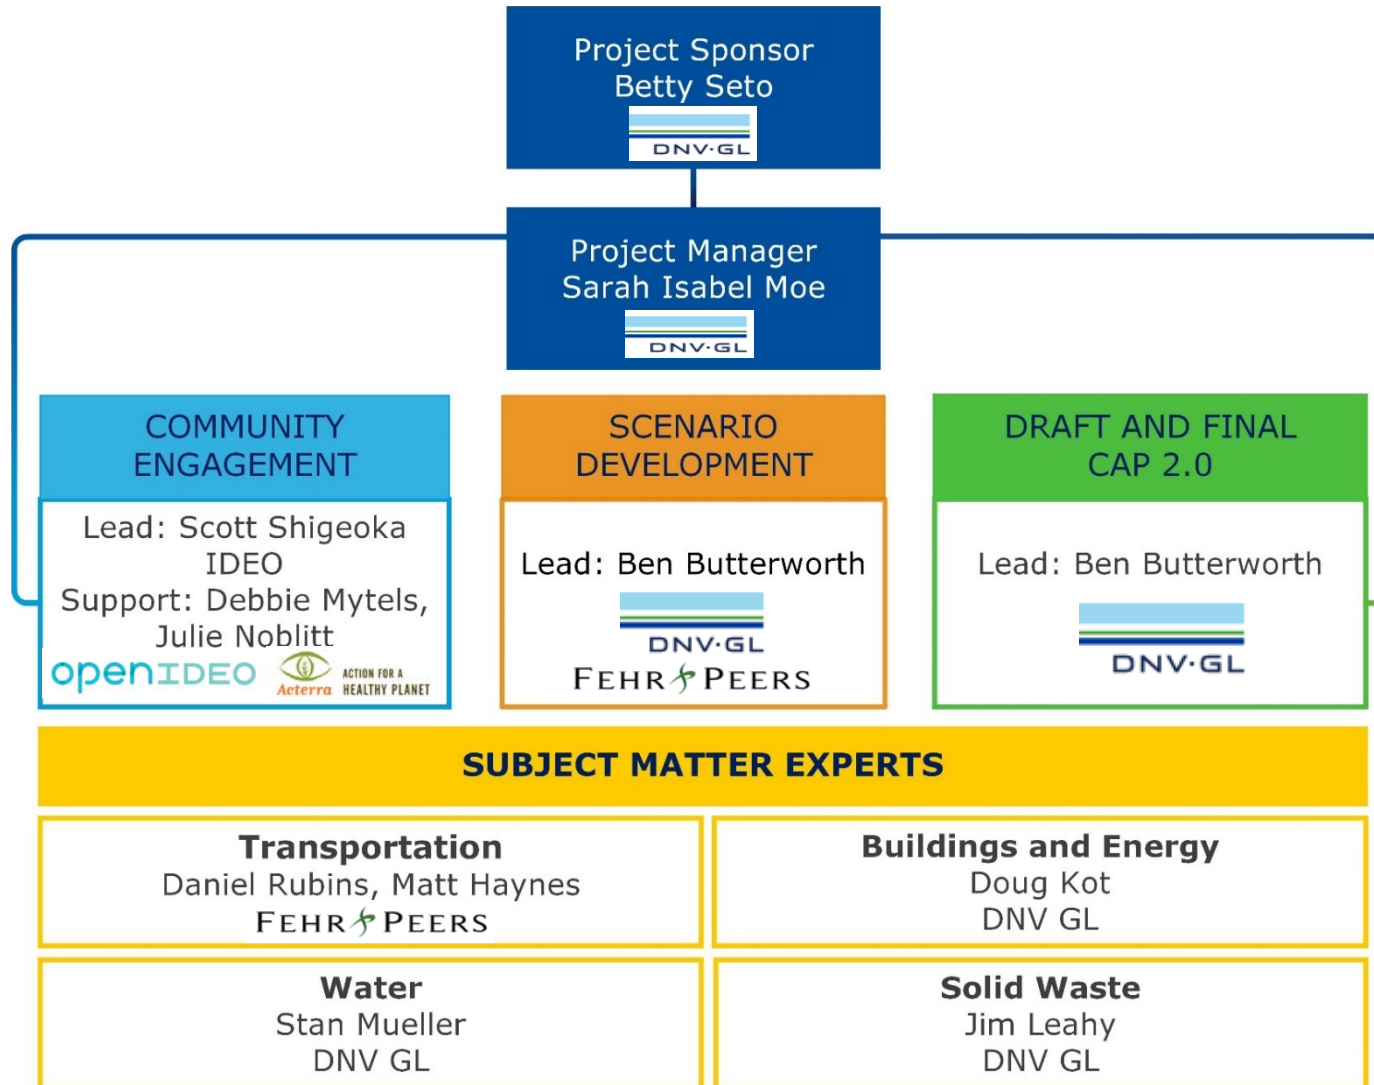 Project Sponsor
Betty Seto
DNV·GL
Project Manager
Sarah Isabel Moe
DNV·GL
COMMUNITY
ENGAGEMENT
Lead: Scott Shigeoka
IDEO
Support: Debbie Mytels,
Julie Noblitt
openIDEO
Acterra
ACTION FOR A
HEALTHY PLANET
SCENARIO
DEVELOPMENT
Lead: Ben Butterworth
DNV·GL
FEHR PEERS
DRAFT AND FINAL
CAP 2.0
Lead: Ben Butterworth
DNV·GL
SUBJECT MATTER EXPERTS
Transportation
Daniel Rubins, Matt Haynes
FEHR PEERS
Buildings and Energy
Doug Kot
DNV GL
Water
Stan Mueller
DNV GL
Solid Waste
Jim Leahy
DNV GL